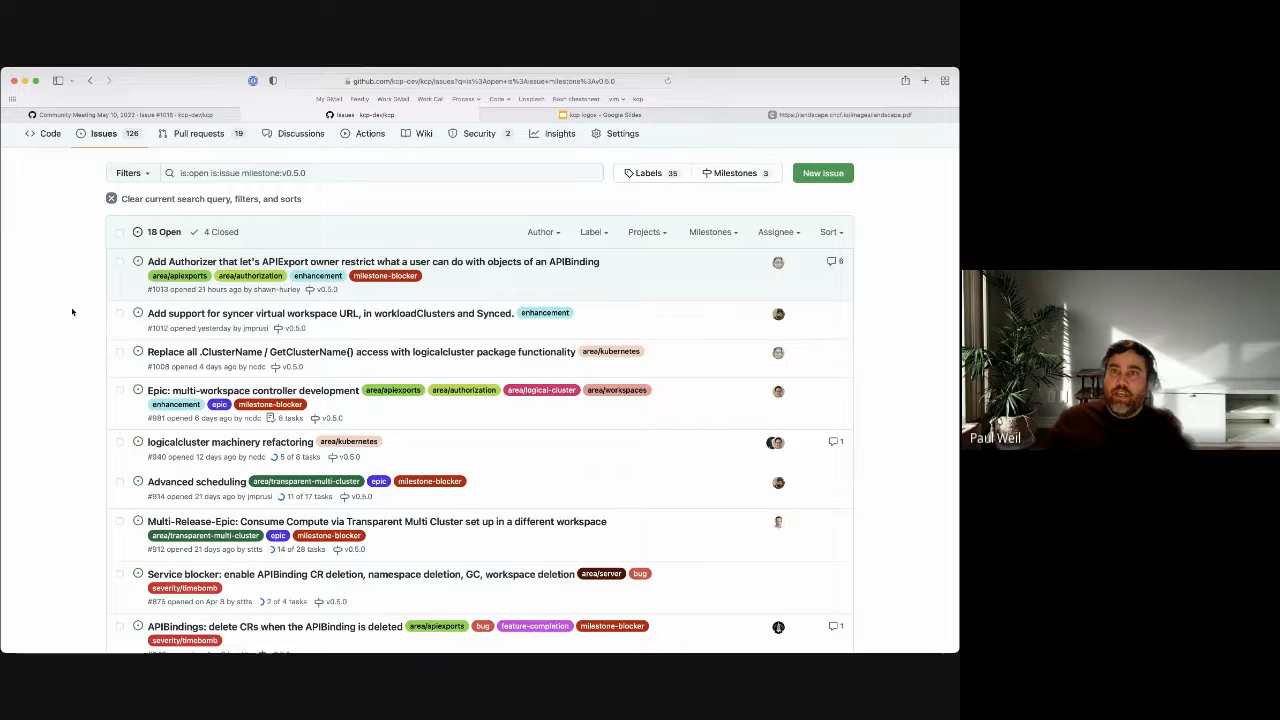 github.com/kcp-dev/kcp/issues?q=is%3Aopen+is%3Aissue+milestone%3Av0.5.0
My GMail Feedly Work GMail Work Cal Prozess Code Unsplash Bash cheatsheet vim kcp
Community Meeting May 10, 2022 · Issue #1015 · kcp-dev/kcp
Issues · kcp-dev/kcp
kcp logos - Google Slides
https://landscape.cncf.io/images/landscape.pdf
Code Issues 126 Pull requests 19 Discussions Actions Wiki Security 2 Insights Settings
Filters is:open is:issue milestone:v0.5.0 Labels 35 Milestones 3 New issue
Clear current search query, filters, and sorts
18 Open 4 Closed Author Label Projects Milestones Assignee Sort
Add Authorizer that let's APIExport owner restrict what a user can do with objects of an APIBinding 6
area/apiexports area/authorization enhancement milestone-blocker
#1013 opened 21 hours ago by shawn-hurley v0.5.0
Add support for syncer virtual workspace URL, in workloadClusters and Synced. enhancement
#1012 opened yesterday by jmprusi v0.5.0
Replace all .ClusterName / GetClusterName() access with logicalcluster package functionality area/kubernetes
#1008 opened 4 days ago by ncdc v0.5.0
Epic: multi-workspace controller development area/apiexports area/authorization area/logical-cluster area/workspaces
enhancement epic milestone-blocker
#981 opened 6 days ago by ncdc 8 tasks v0.5.0
logicalcluster machinery refactoring area/kubernetes 1
#940 opened 12 days ago by ncdc 5 of 8 tasks v0.5.0
Advanced scheduling area/transparent-multi-cluster epic milestone-blocker
#914 opened 21 days ago by jmprusi 11 of 17 tasks v0.5.0
Multi-Release-Epic: Consume Compute via Transparent Multi Cluster set up in a different workspace
area/transparent-multi-cluster epic milestone-blocker
#912 opened 21 days ago by sttts 14 of 28 tasks v0.5.0
Service blocker: enable APIBinding CR deletion, namespace deletion, GC, workspace deletion area/server bug
severity/timebomb
#875 opened on Apr 8 by sttts 2 of 4 tasks v0.5.0
APIBindings: delete CRs when the APIBinding is deleted area/apiexports bug feature-completion milestone-blocker 1
severity/timebomb
Paul Weil